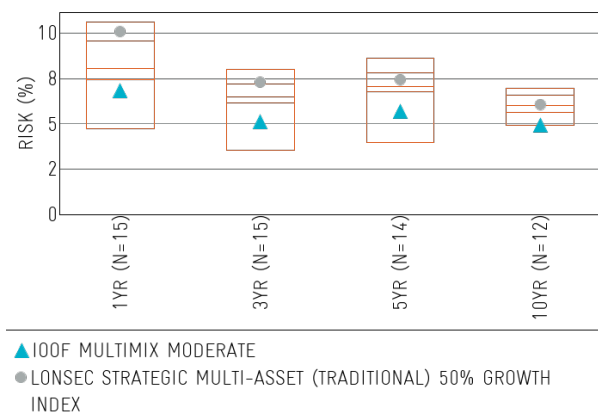 RISK (%)
10
8
5
2
0
1YR (N=15)
3YR (N=15)
5YR (N=14)
10YR (N=12)
IOOF MULTIMIX MODERATE
LONSEC STRATEGIC MULTI-ASSET (TRADITIONAL) 50% GROWTH
INDEX